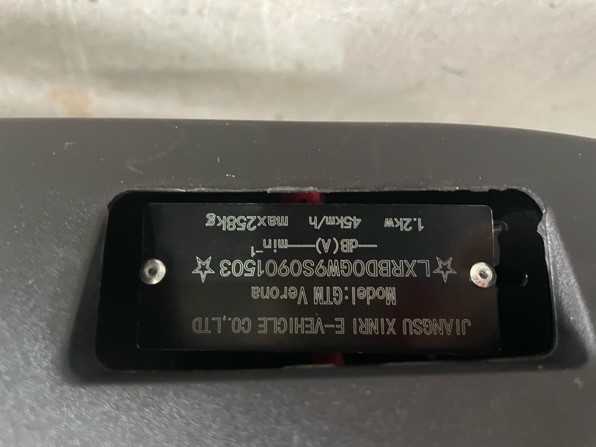 JIANGSU XINRI E-VEHICLE CO.,LTD
Model:GTM Verona
☆LXRBD0GW9S0901503☆
—dB(A)—min⁻¹
1.2kw 45km/h max258kg